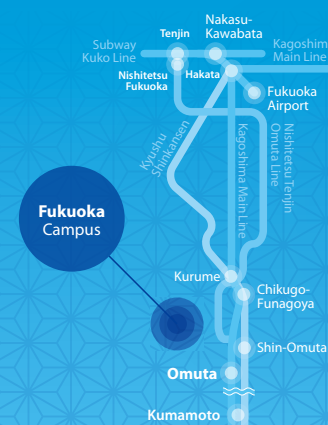 Nakasu-
Kawabata
Tenjin
Subway
Kuko Line
Kagoshim
Main Line
Nishitetsu
Fukuoka
Hakata
Fukuoka
Airport
Kyushu
Shinkansen
Kagoshima Main Line
Nishitetsu Tenjin
Omuta Line
Fukuoka
Campus
Kurume
Chikugo-
Funagoya
Shin-Omuta
Omuta
Kumamoto